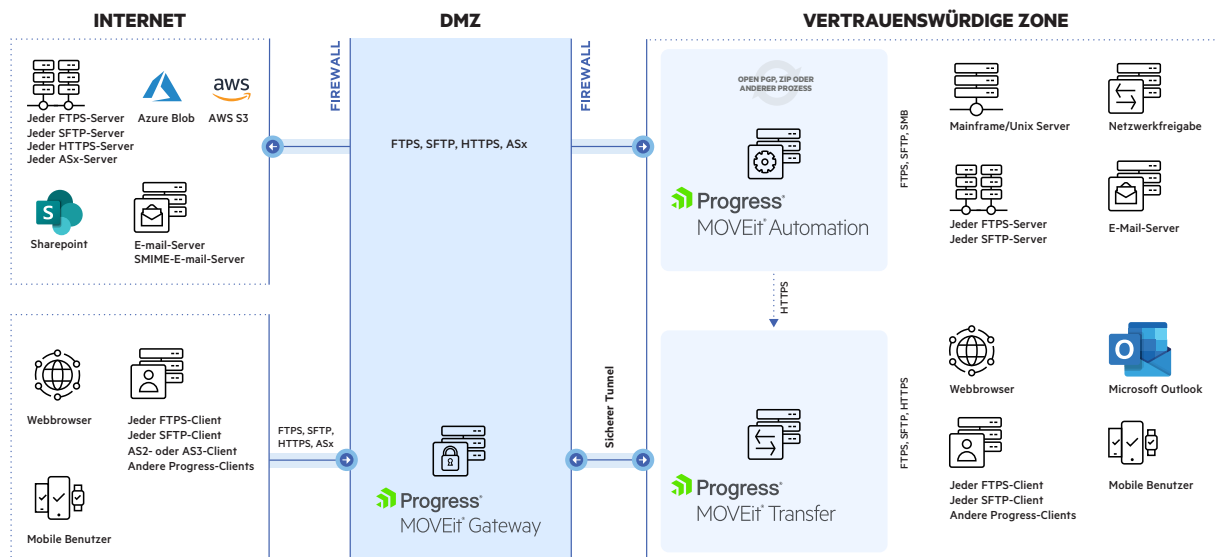 INTERNET
DMZ
VERTRAUENSWÜRDIGE ZONE
FIREWALL
FIREWALL
Jeder FTPS-Server
Jeder SFTP-Server
Jeder HTTPS-Server
Jeder ASx-Server
Azure Blob
aws
AWS S3
S
Sharepoint
E-mail-Server
SMIME-E-mail-Server
FTPS, SFTP, HTTPS, ASx
OPEN PGP, ZIP ODER
ANDERER PROZESS
Progress®
MOVEit® Automation
FTPS, SFTP, SMB
Mainframe/Unix Server
Netzwerkfreigabe
Jeder FTPS-Server
Jeder SFTP-Server
E-Mail-Server
HTTPS
Webbrowser
Jeder FTPS-Client
Jeder SFTP-Client
AS2- oder AS3-Client
Andere Progress-Clients
Mobile Benutzer
FTPS, SFTP,
HTTPS, ASx
Progress®
MOVEit® Gateway
Sicherer Tunnel
Progress®
MOVEit® Transfer
FTPS, SFTP, HTTPS
Webbrowser
O
Microsoft Outlook
Jeder FTPS-Client
Jeder SFTP-Client
Andere Progress-Clients
Mobile Benutzer